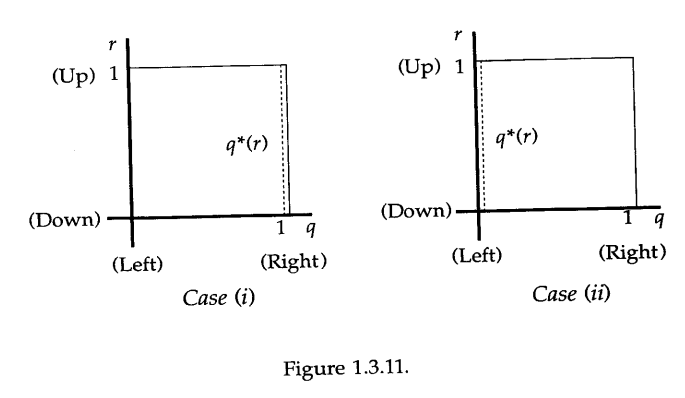 r
(Up) 1
q*(r)
(Down)
1 q
(Left) (Right)
Case (i)
r
(Up) 1
q*(r)
(Down)
1 q
(Left) (Right)
Case (ii)
Figure 1.3.11.